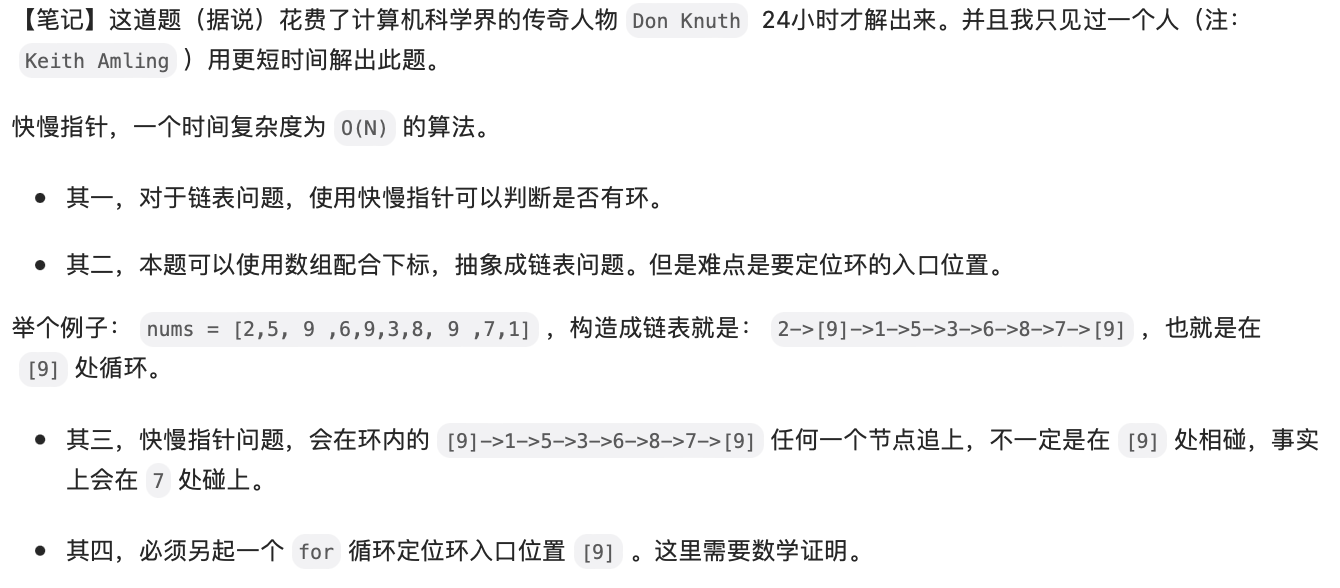 【笔记】这道题（据说）花费了计算机科学界的传奇人物 Don Knuth 24小时才解出来。并且我只见过一个人（注：
Keith Amling ）用更短时间解出此题。
快慢指针，一个时间复杂度为 O(N) 的算法。
• 其一，对于链表问题，使用快慢指针可以判断是否有环。
• 其二，本题可以使用数组配合下标，抽象成链表问题。但是难点是要定位环的入口位置。
举个例子： nums = [2,5, 9 ,6,9,3,8, 9 ,7,1] ，构造成链表就是： 2->[9]->1->5->3->6->8->7->[9] ，也就是在
[9] 处循环。
• 其三，快慢指针问题，会在环内的 [9]->1->5->3->6->8->7->[9] 任何一个节点追上，不一定是在 [9] 处相碰，事实
上会在 7 处碰上。
• 其四，必须另起一个 for 循环定位环入口位置 [9] 。这里需要数学证明。